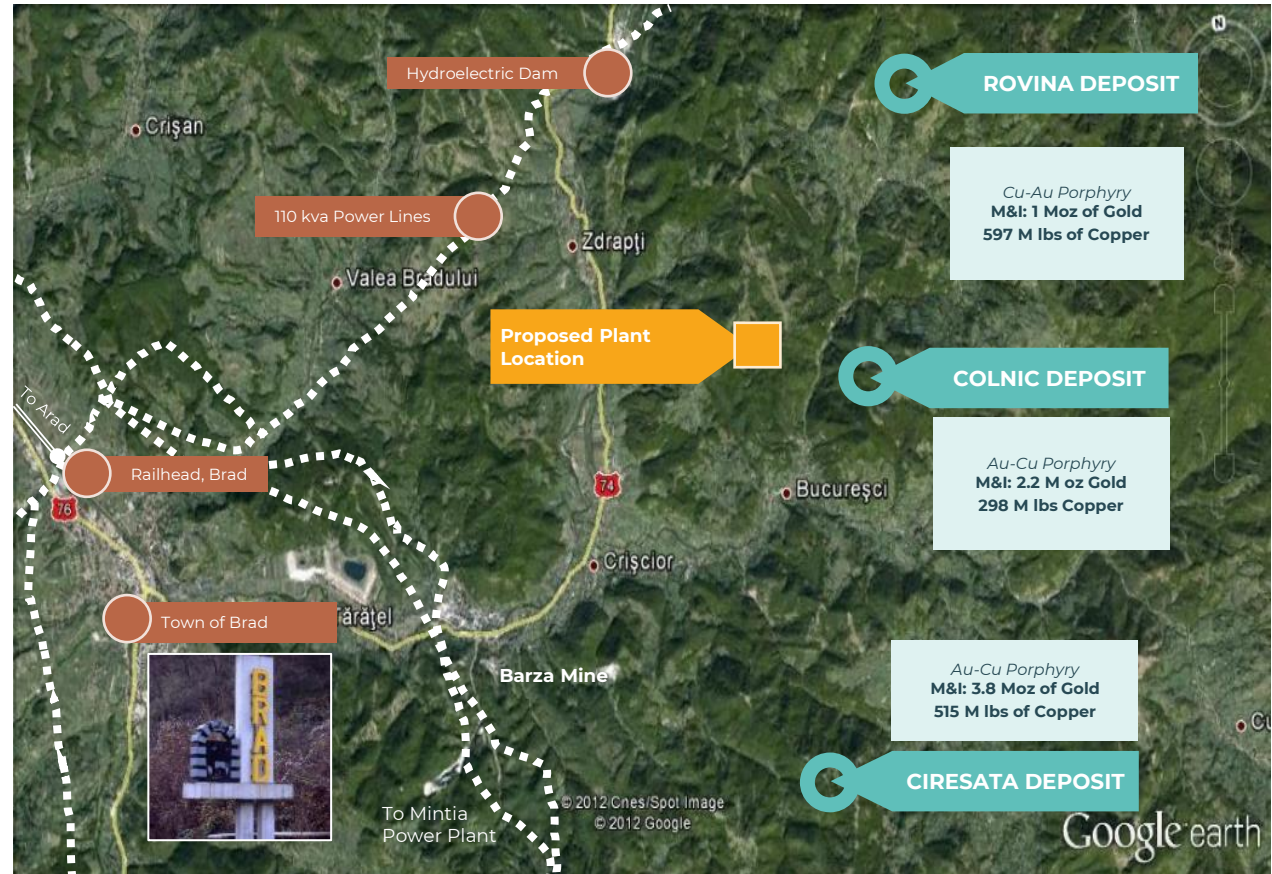 N
Hydroelectric Dam
ROVINA DEPOSIT
Crişan
Cu-Au Porphyry
M&I: 1 Moz of Gold
597 M lbs of Copper
110 kva Power Lines
Zdrapţi
Valea Bradului
Proposed Plant
Location
COLNIC DEPOSIT
To Arad
Au-Cu Porphyry
M&I: 2.2 M oz Gold
298 M lbs Copper
Railhead, Brad
74
Bucureşci
76
Crişcior
Town of Brad
ărăţel
Barza Mine
Au-Cu Porphyry
M&I: 3.8 Moz of Gold
515 M lbs of Copper
BRAD
CIRESATA DEPOSIT
To Mintia
Power Plant
© 2012 Cnes/Spot Image
© 2012 Google
Google earth